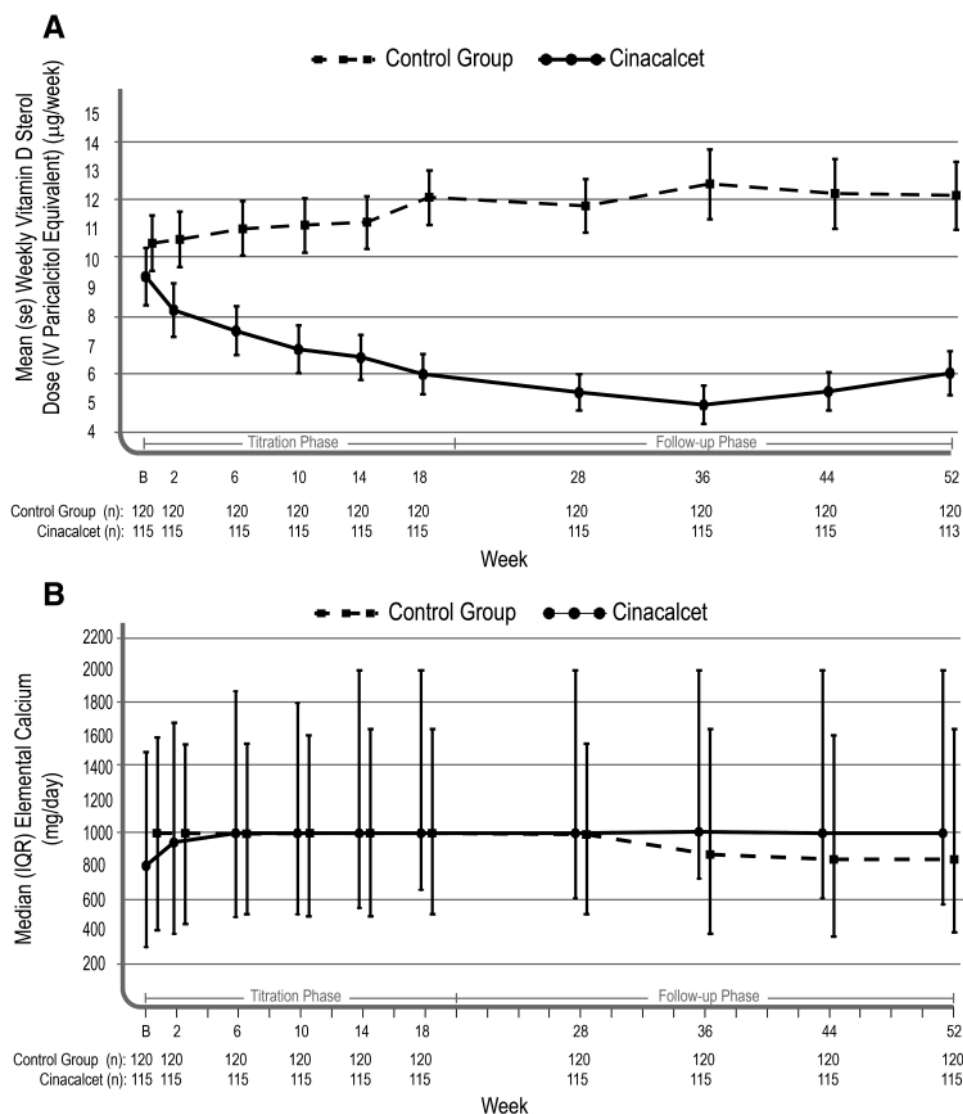 A
Control Group Cinacalcet
Mean (se) Weekly Vitamin D Sterol
Dose (IV Paricalcitol Equivalent) (μg/week)
15
14
13
12
11
10
9
8
7
6
5
4
Titration Phase Follow-up Phase
B 2 6 10 14 18 28 36 44 52
Control Group (n): 120 120 120 120 120 120 120 120 120 120
Cinacalcet (n): 115 115 115 115 115 115 115 115 115 113
Week
B
Control Group Cinacalcet
Median (IQR) Elemental Calcium
(mg/day)
2200
2000
1800
1600
1400
1200
1000
800
600
400
200
Titration Phase Follow-up Phase
B 2 6 10 14 18 28 36 44 52
Control Group (n): 120 120 120 120 120 120 120 120 120 120
Cinacalcet (n): 115 115 115 115 115 115 115 115 115 115
Week